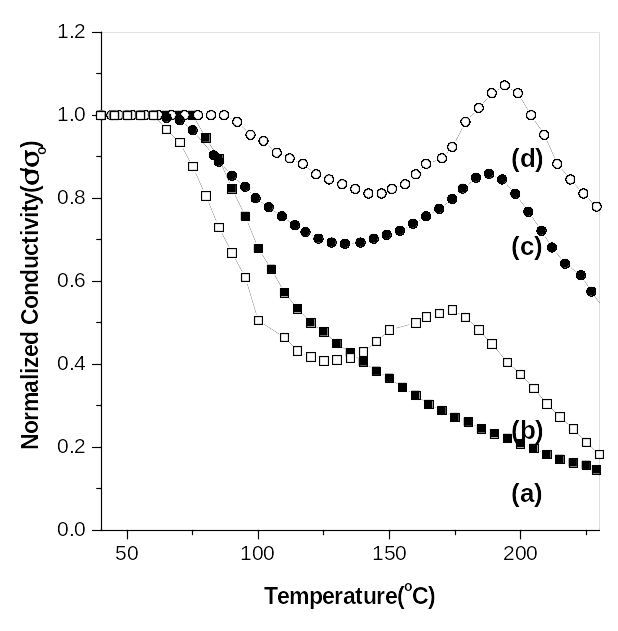 1.2
1.0
0.8
0.6
0.4
0.2
0.0
50
100
150
200
(d)
(c)
(b)
(a)
Normalized Conductivity(σ/σ₀)
Temperature(°C)